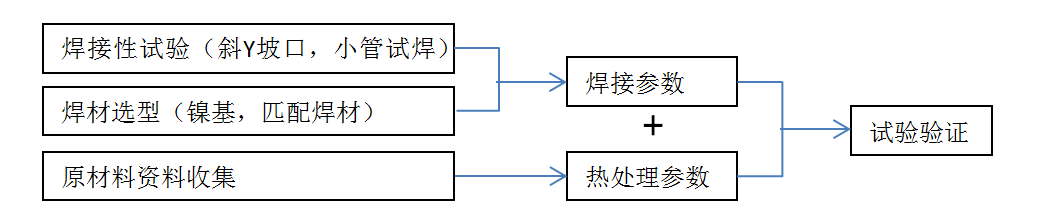 焊接性试验（斜Y坡口，小管试焊）
焊材选型（镍基，匹配焊材）
原材料资料收集
焊接参数
+
热处理参数
试验验证